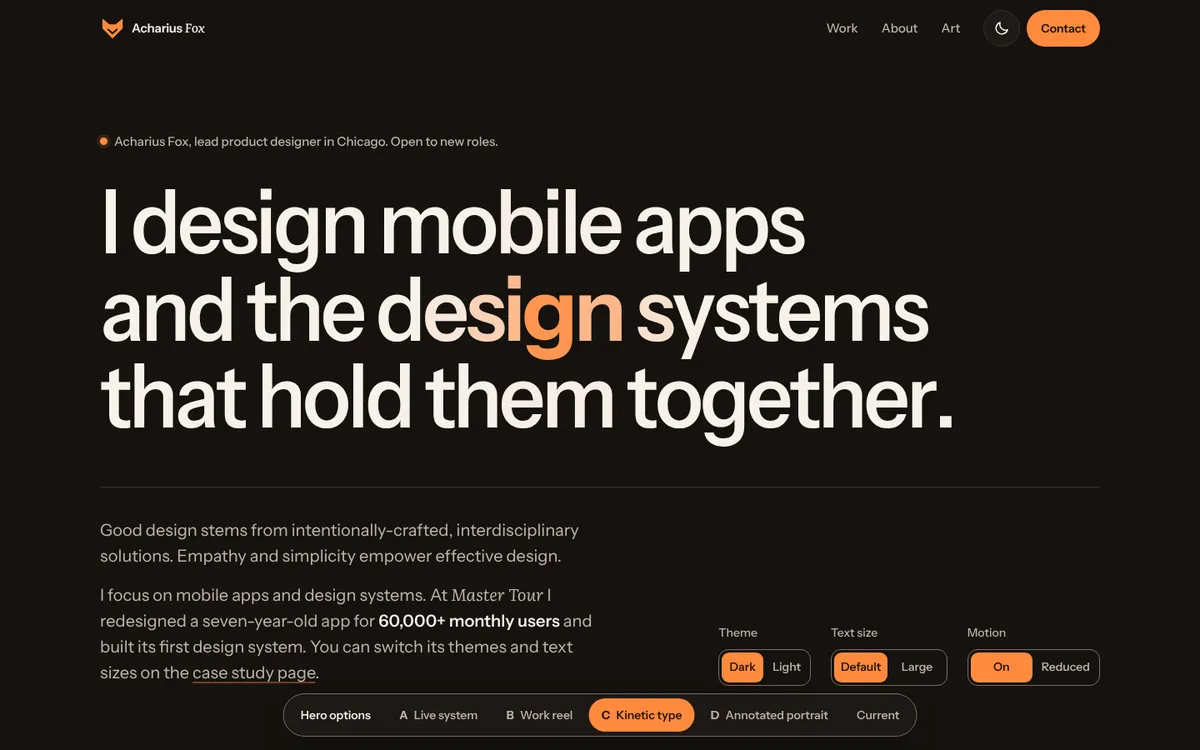 Acharius Fox
Work About Art Contact
Acharius Fox, lead product designer in Chicago. Open to new roles.
I design mobile apps
and the design systems
that hold them together.
Good design stems from intentionally-crafted, interdisciplinary
solutions. Empathy and simplicity empower effective design.
I focus on mobile apps and design systems. At Master Tour I
redesigned a seven-year-old app for 60,000+ monthly users and
built its first design system. You can switch its themes and text
sizes on the case study page.
Theme Text size Motion
Dark Light Default Large On Reduced
Hero options A Live system B Work reel C Kinetic type D Annotated portrait Current